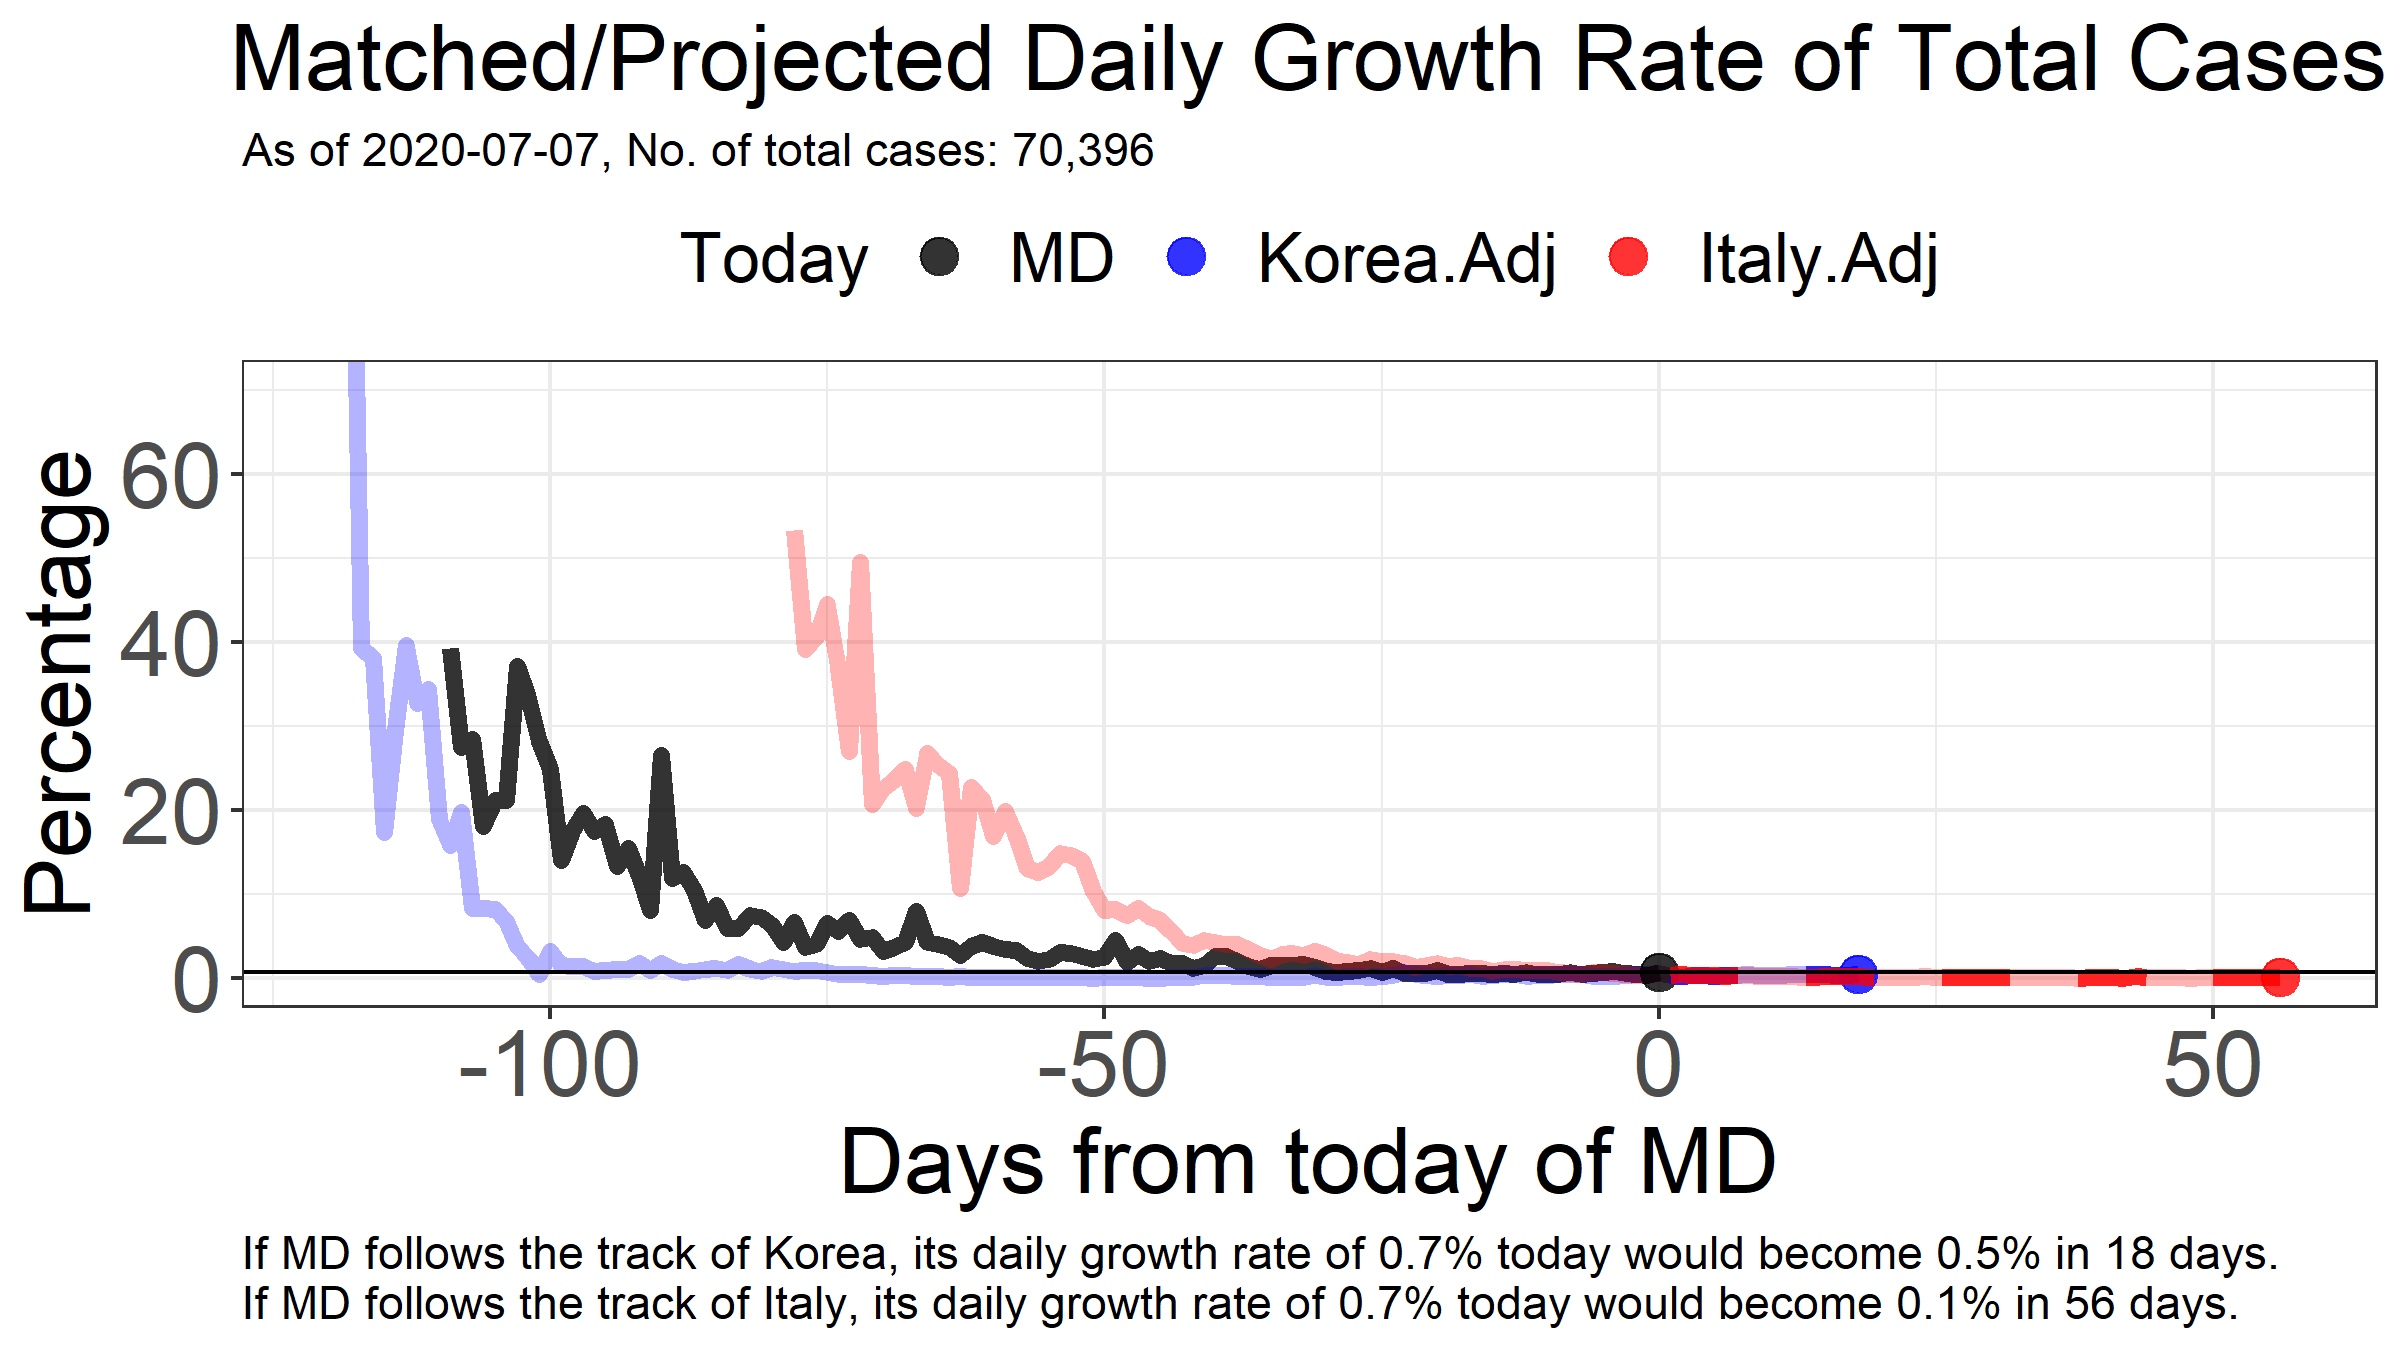 Matched/Projected Daily Growth Rate of Total Cases
As of 2020-07-07, No. of total cases: 70,396
Today MD Korea.Adj Italy.Adj
Percentage
60
40
20
0
-100 -50 0 50
Days from today of MD
If MD follows the track of Korea, its daily growth rate of 0.7% today would become 0.5% in 18 days.
If MD follows the track of Italy, its daily growth rate of 0.7% today would become 0.1% in 56 days.